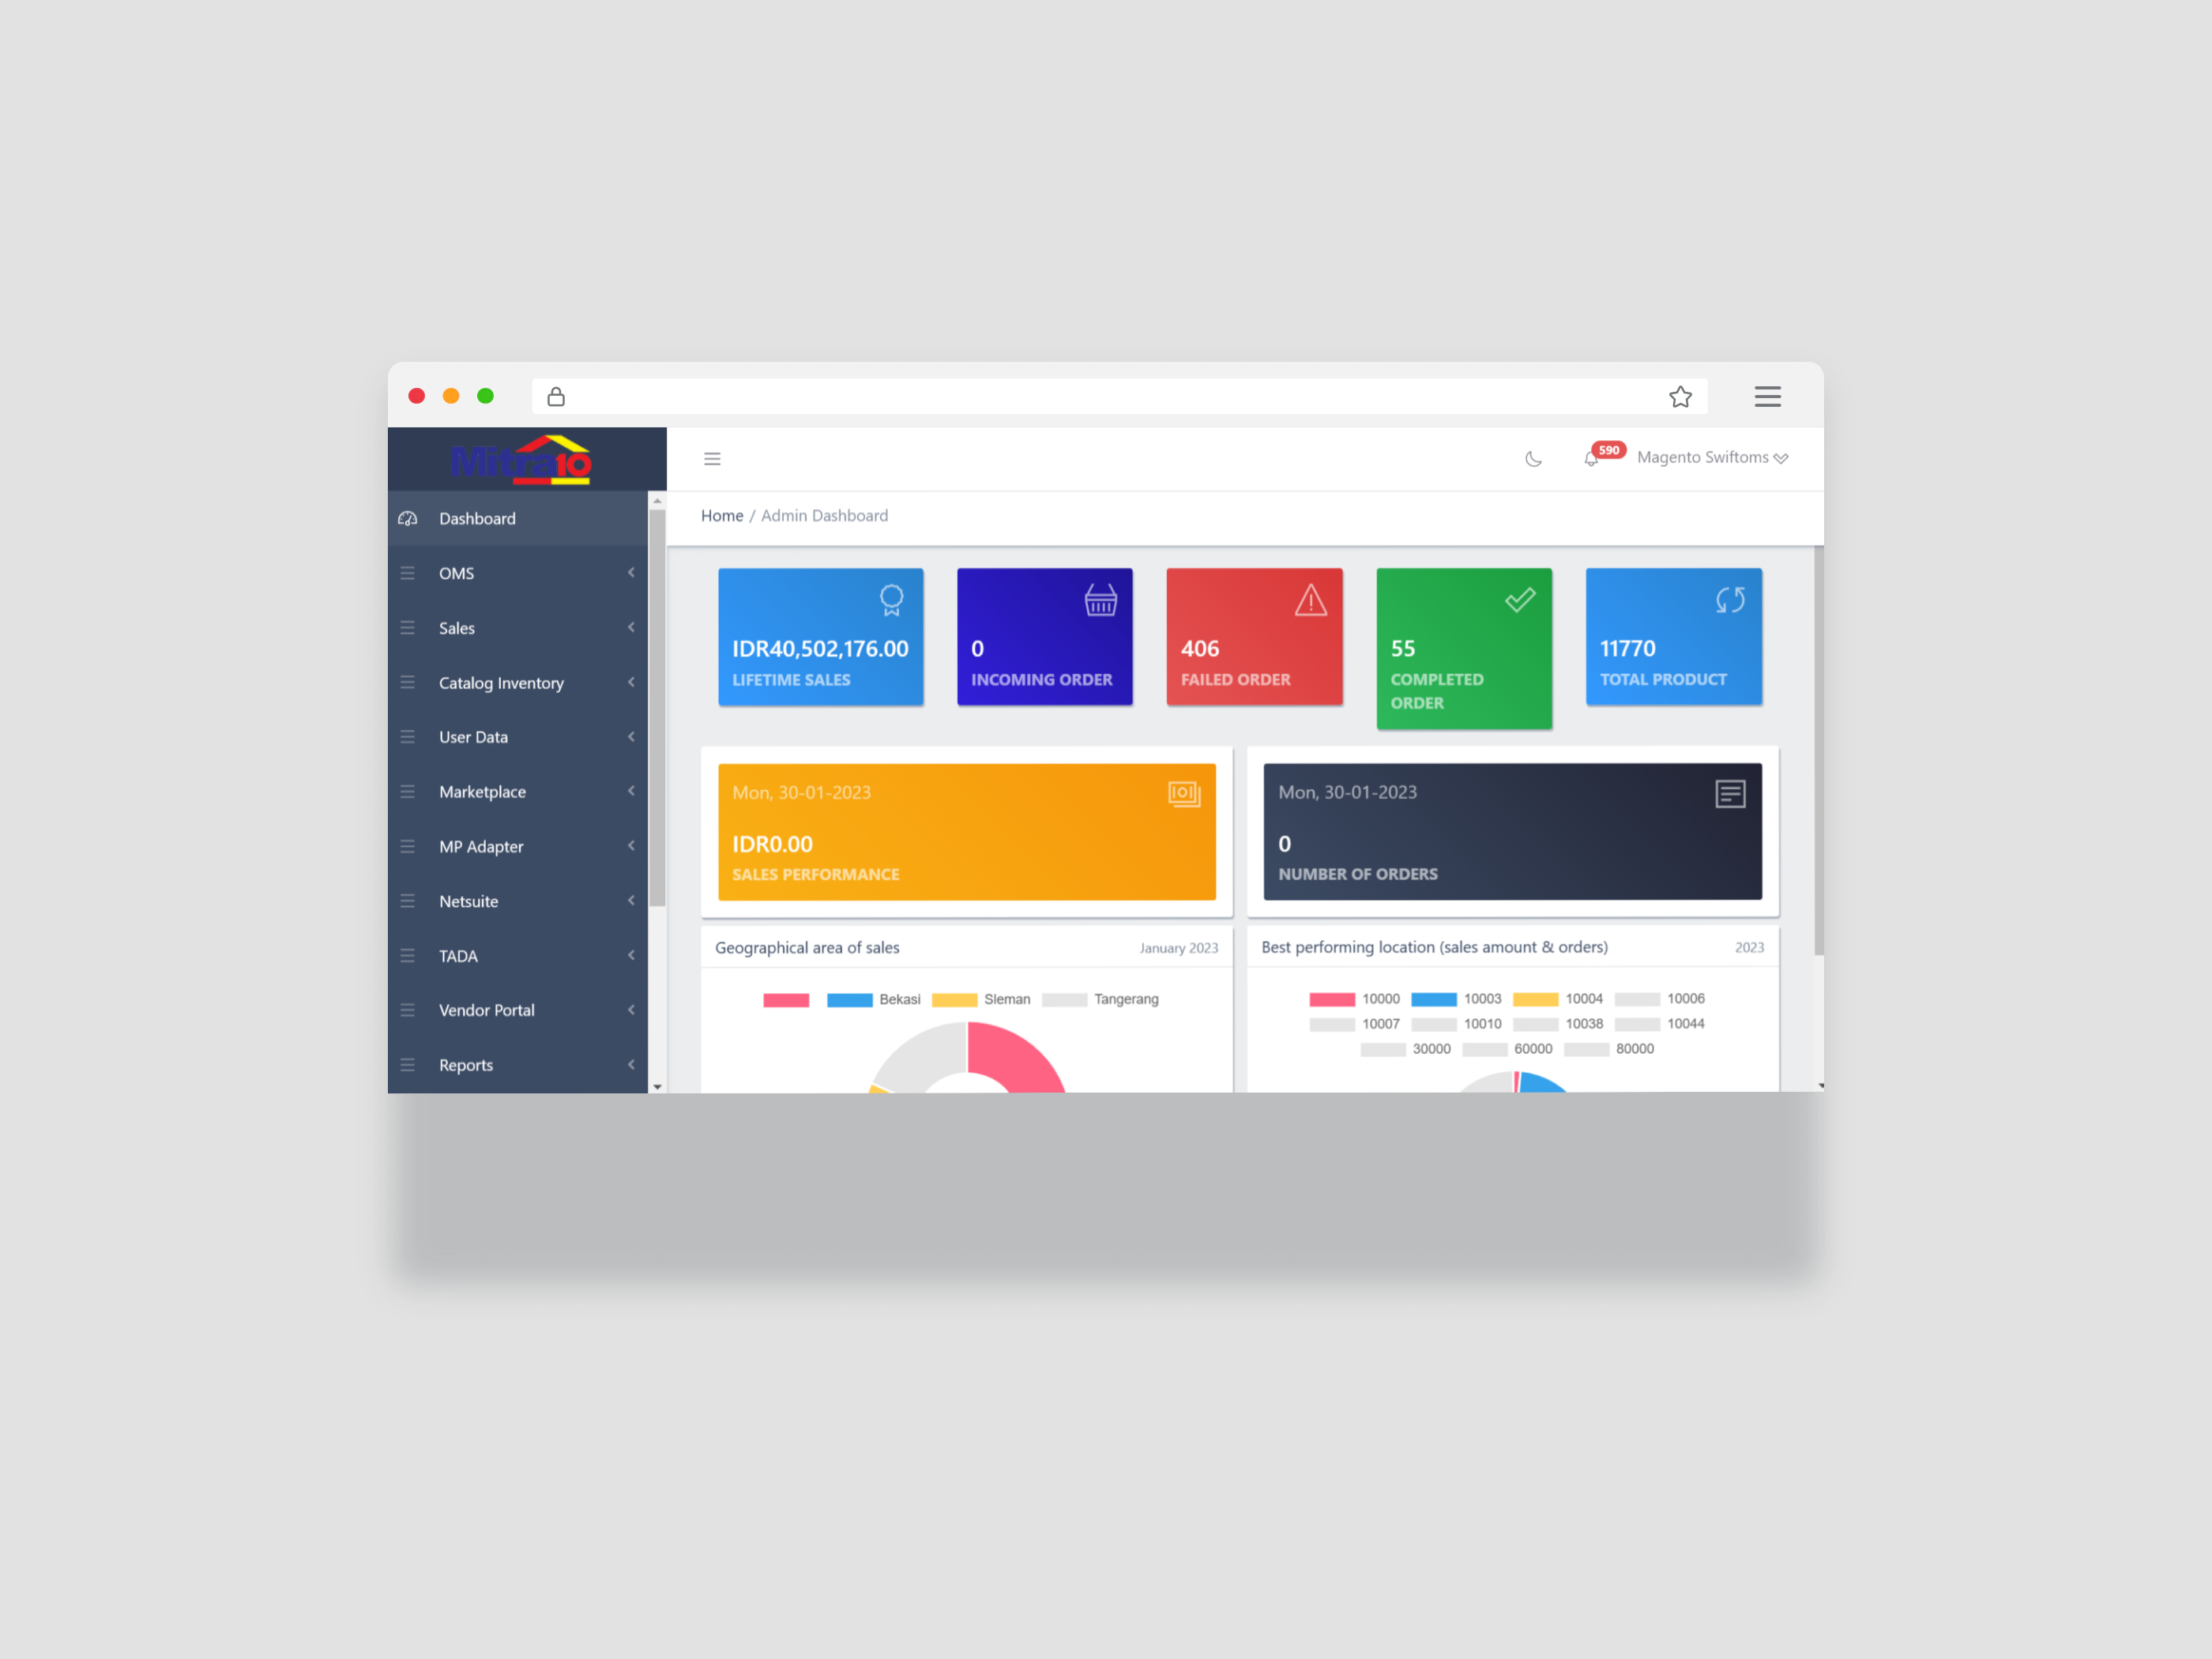 Mitra10
590
Magento Swiftoms
Home / Admin Dashboard
Dashboard
OMS
Sales
Catalog Inventory
User Data
Marketplace
MP Adapter
Netsuite
TADA
Vendor Portal
Reports
IDR40,502,176.00
LIFETIME SALES
0
INCOMING ORDER
406
FAILED ORDER
55
COMPLETED
ORDER
11770
TOTAL PRODUCT
Mon, 30-01-2023
IDR0.00
SALES PERFORMANCE
Mon, 30-01-2023
0
NUMBER OF ORDERS
Geographical area of sales
January 2023
Bekasi Sleman Tangerang
Best performing location (sales amount & orders)
2023
10000 10003 10004 10006
10007 10010 10038 10044
30000 60000 80000